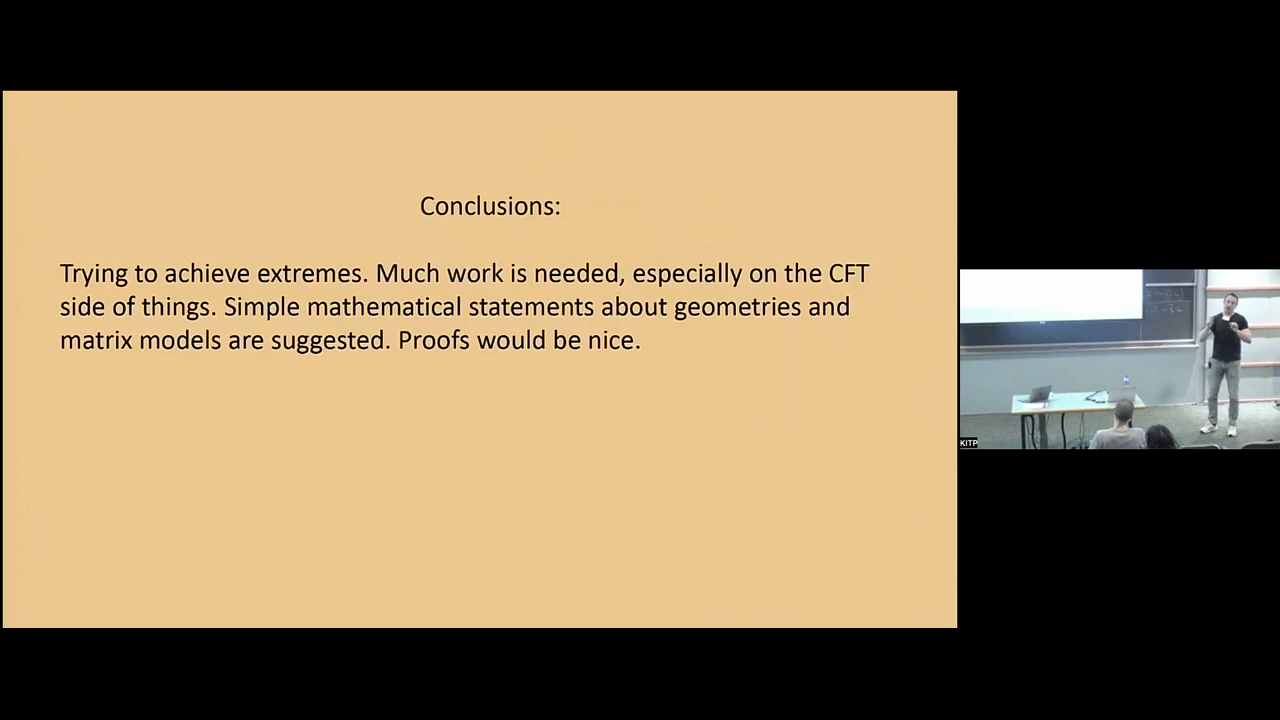 Conclusions:
Trying to achieve extremes. Much work is needed, especially on the CFT
side of things. Simple mathematical statements about geometries and
matrix models are suggested. Proofs would be nice.
KITP